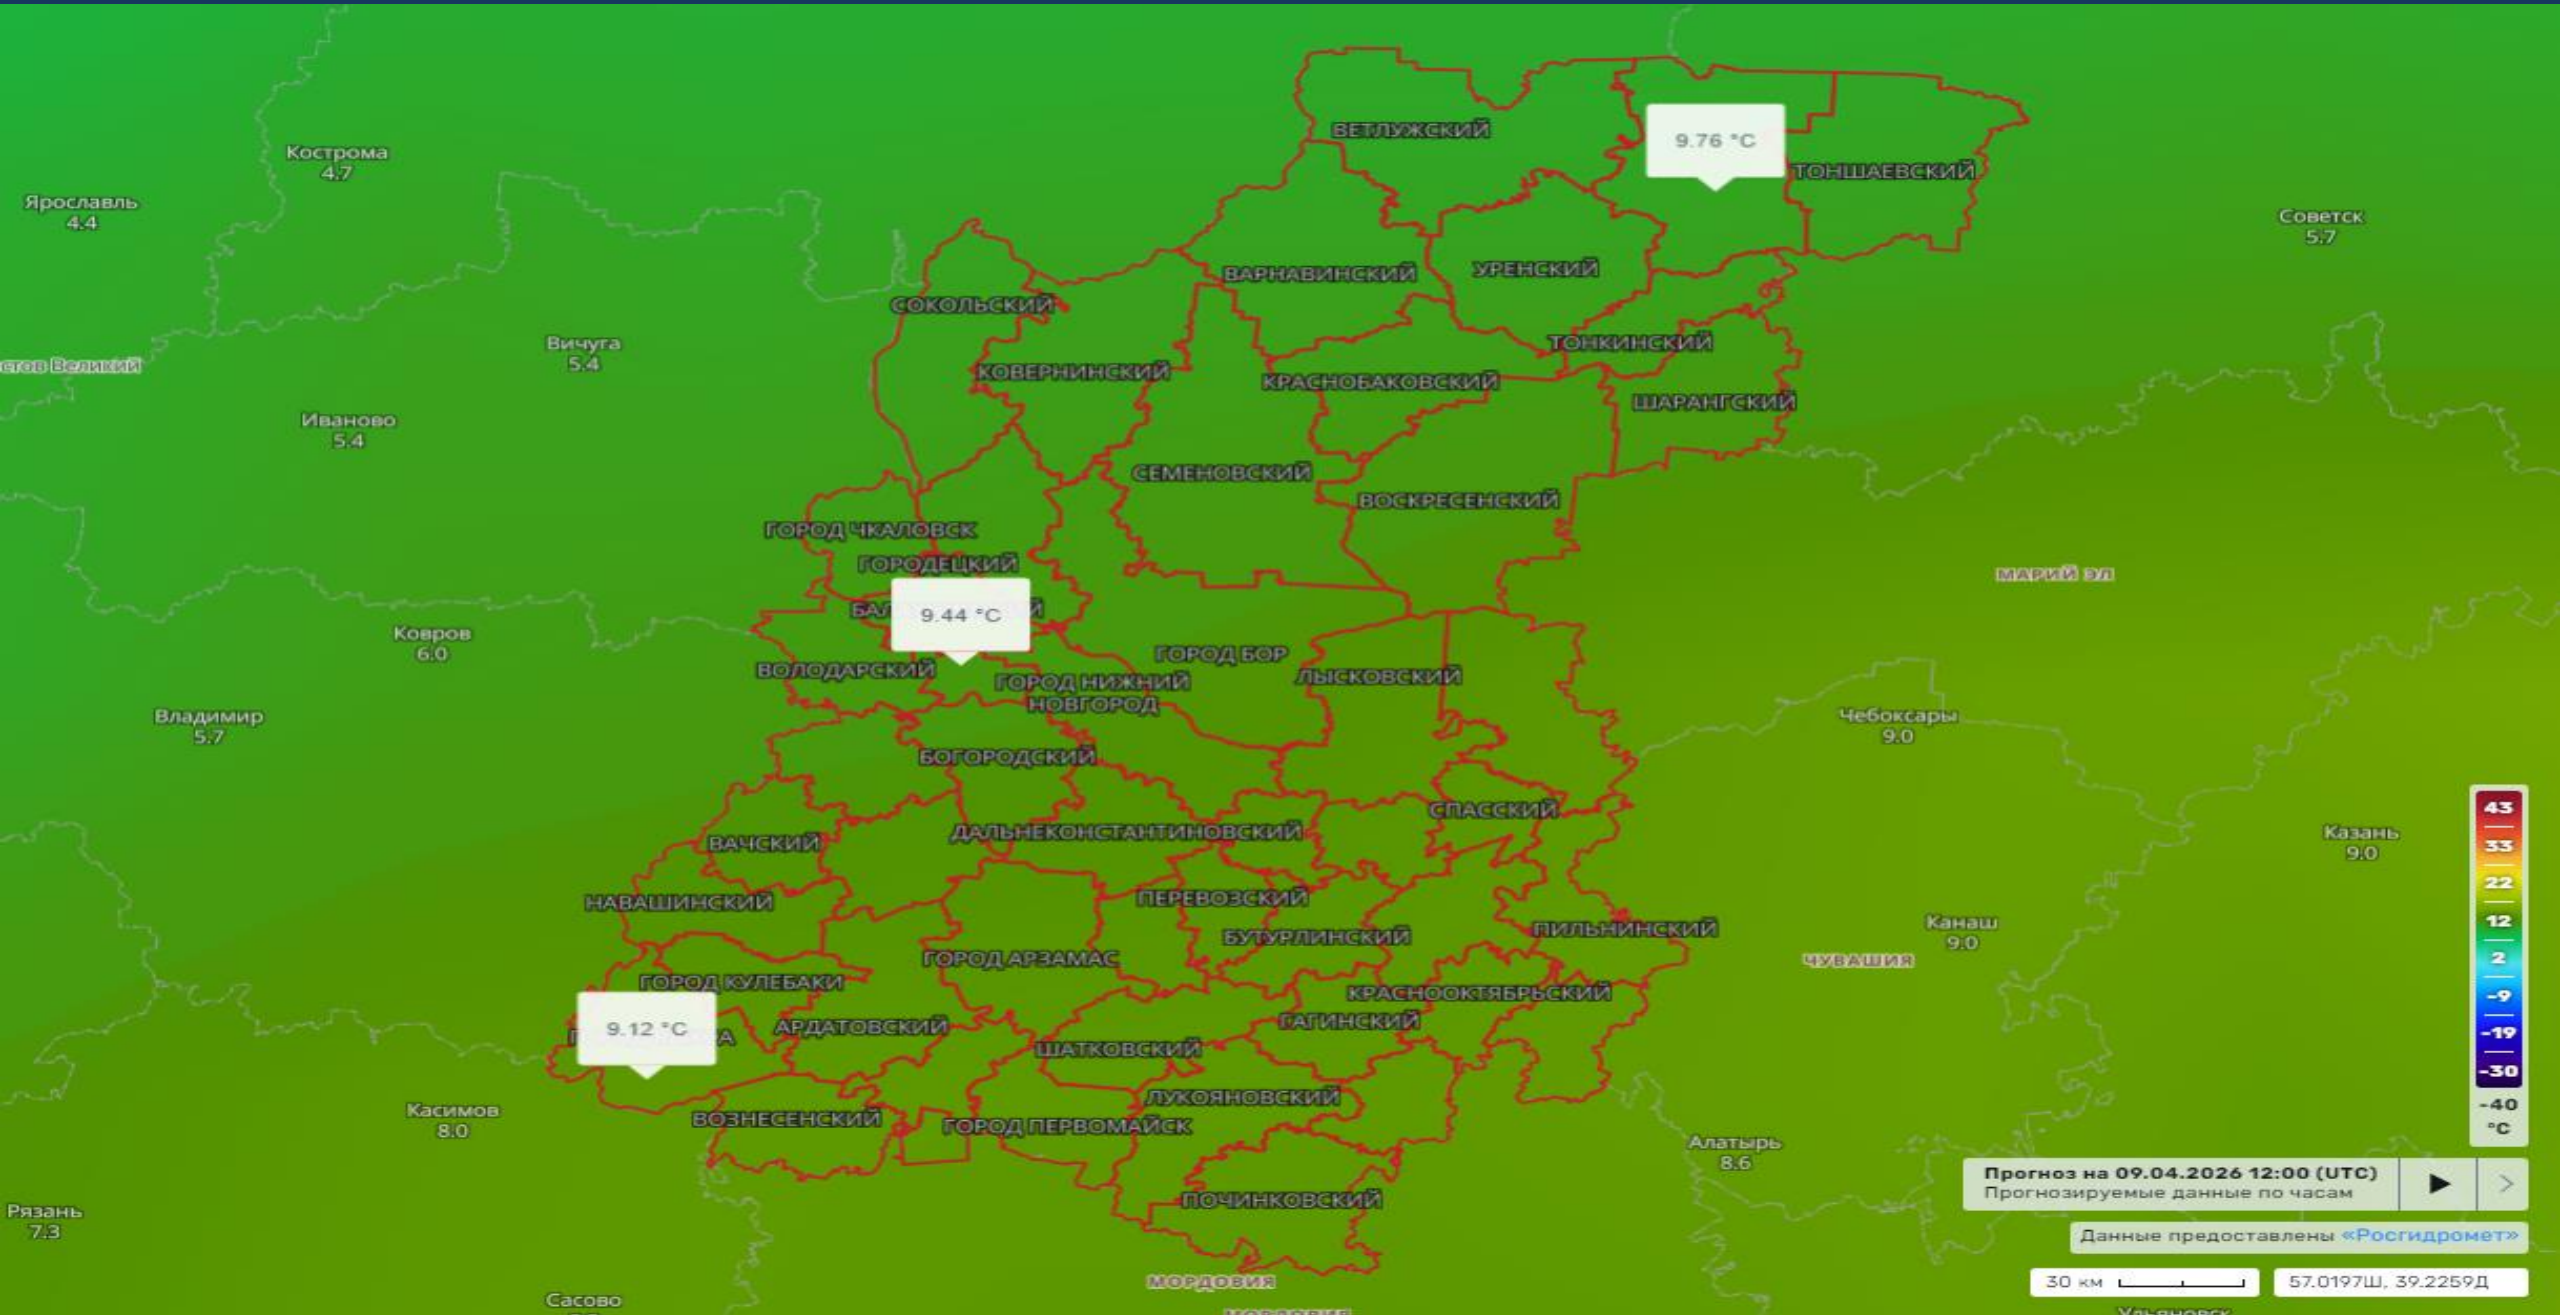 ВЕТЛУЖСКИЙ
9.76 °C
Кострома
4.7
ТОНШАЕВСКИЙ
Ярославль
4.4
Советск
5.7
УРЕНСКИЙ
ВАРНАВИНСКИЙ
СОКОЛЬСКИЙ
Вичуга
5.4
ТОНКИНСКИЙ
Великий
КОВЕРНИНСКИЙ
КРАСНОБАКОВСКИЙ
ШАРАНГСКИЙ
Иваново
5.4
СЕМЕНОВСКИЙ
ВОСКРЕСЕНСКИЙ
ГОРОД ЧКАЛОВСК
ГОРОДЕЦКИЙ
МАРИЙ ЭЛ
9.44 °C
Ковров
6.0
ГОРОД БОР
ВОЛОДАРСКИЙ
ЛЫСКОВСКИЙ
ГОРОД НИЖНИЙ
НОВГОРОД
Владимир
5.7
Чебоксары
9.0
БОГОРОДСКИЙ
СПАССКИЙ
43
ДАЛЬНЕКОНСТАНТИНОВСКИЙ
Казань
9.0
33
ВАЧСКИЙ
22
ПЕРЕВОЗСКИЙ
НАВАШИНСКИЙ
12
Канаш
9.0
ПИЛЬНИНСКИЙ
БУТУРЛИНСКИЙ
ГОРОД АРЗАМАС
ЧУВАШИЯ
2
ГОРОД КУЛЕБАКИ
КРАСНООКТЯБРЬСКИЙ
-9
ГАГИНСКИЙ
АРДАТОВСКИЙ
9.12 °C
-19
ШАТКОВСКИЙ
-30
ЛУКОЯНОВСКИЙ
-40
°C
Касимов
8.0
ВОЗНЕСЕНСКИЙ
ГОРОД ПЕРВОМАЙСК
Алатырь
8.6
Прогноз на 09.04.2026 12:00 (UTC)
Прогнозируемые данные по часам
ПОЧИНКОВСКИЙ
Рязань
7.3
Данные предоставлены «Росгидромет»
МОРДОВИЯ
30 км
57.0197Ш, 39.2259Д
Сасово